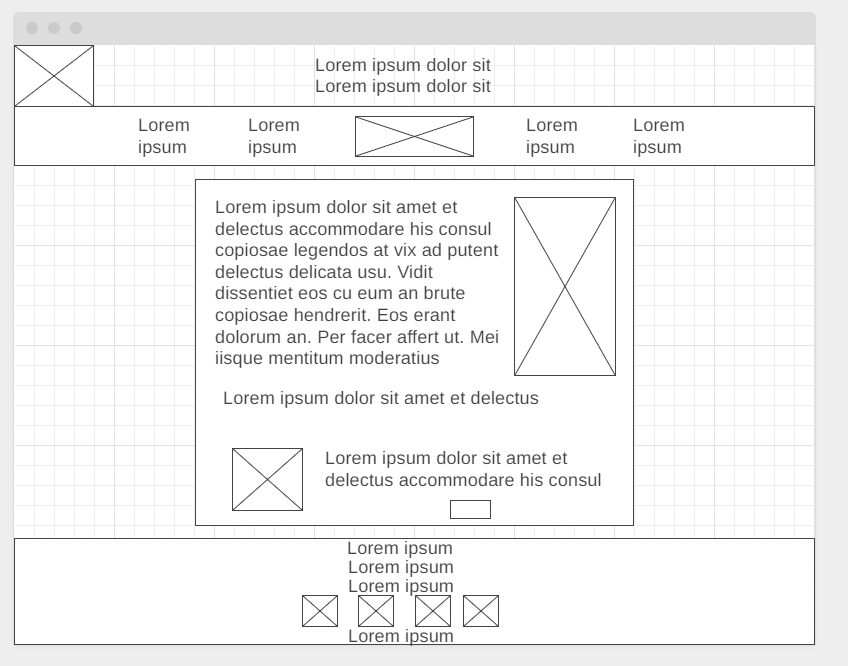 Lorem ipsum dolor sit
Lorem ipsum dolor sit
Lorem
ipsum
Lorem
ipsum
Lorem
ipsum
Lorem
ipsum
Lorem ipsum dolor sit amet et
delectus accommodare his consul
copiosae legendos at vix ad putent
delectus delicata usu. Vidit
dissentiet eos cu eum an brute
copiosae hendrerit. Eos erant
dolorum an. Per facer affert ut. Mei
iisque mentitum moderatius
Lorem ipsum dolor sit amet et delectus
Lorem ipsum dolor sit amet et
delectus accommodare his consul
Lorem ipsum
Lorem ipsum
Lorem ipsum
Lorem ipsum